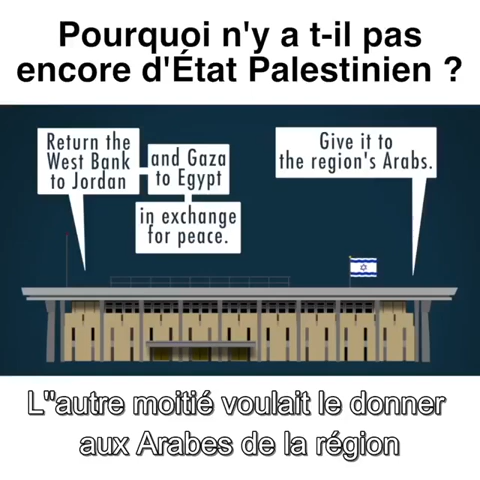 Pourquoi n'y a t-il pas
encore d'État Palestinien ?
Return the
West Bank
to Jordan
and Gaza
to Egypt
in exchange
for peace.
Give it to
the region's Arabs.
L"autre moitié voulait le donner
aux Arabes de la région